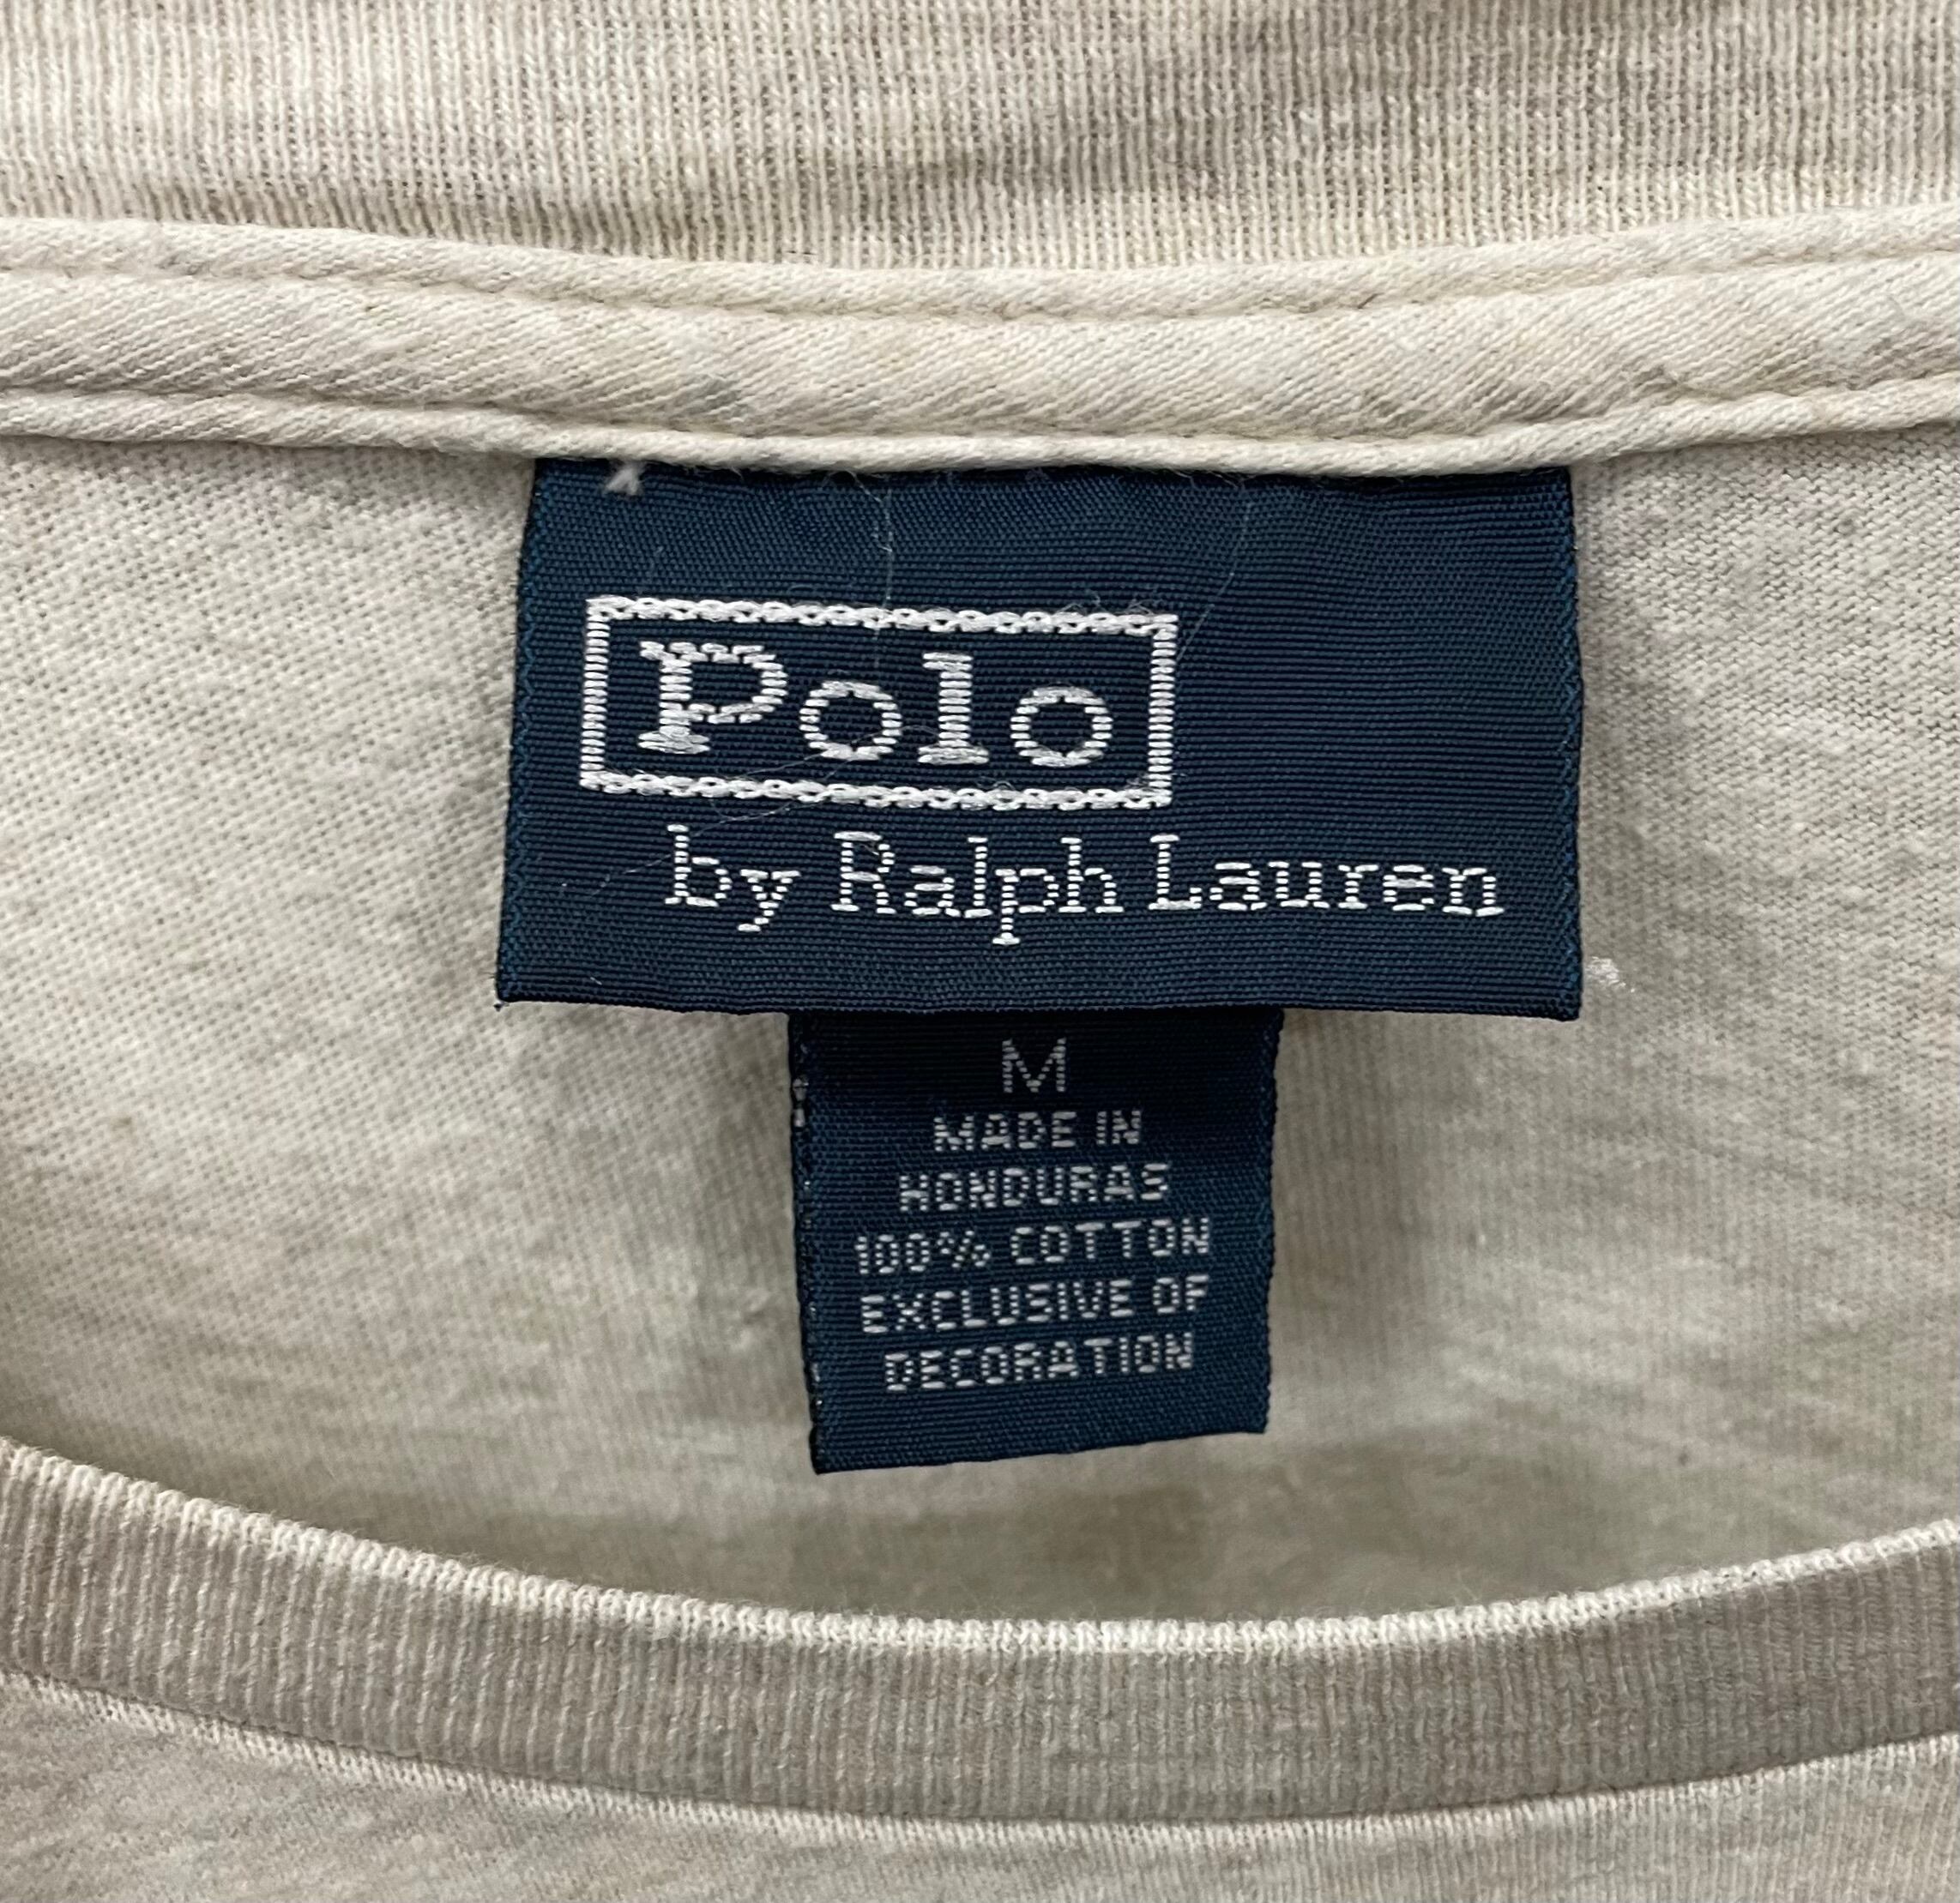 Polo
by Ralph Lauren
M
MADE IN
HONDURAS
100% COTTON
EXCLUSIVE OF
DECORATION